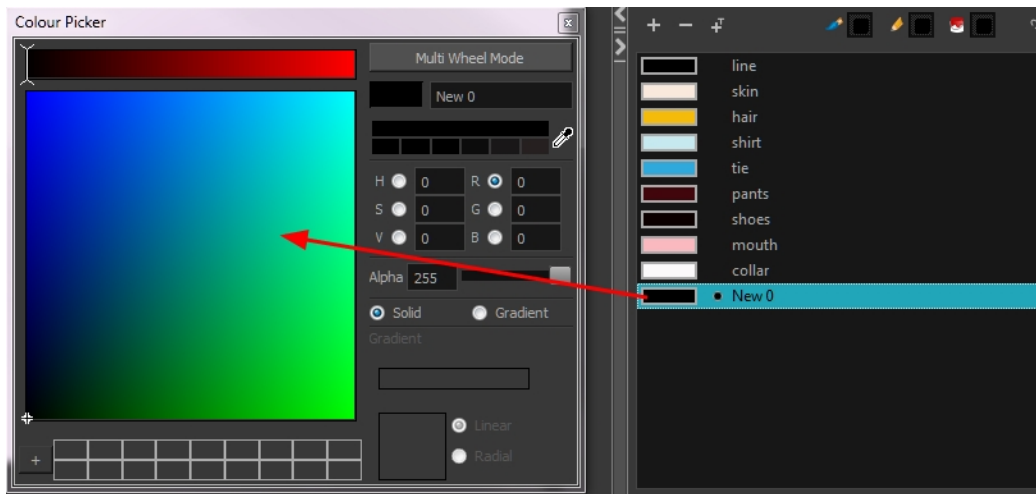 Colour Picker
Multi Wheel Mode
New 0
H 0 R 0
S 0 G 0
V 0 B 0
Alpha 255
Solid Gradient
Gradient
Linear
Radial
line
skin
hair
shirt
tie
pants
shoes
mouth
collar
New 0